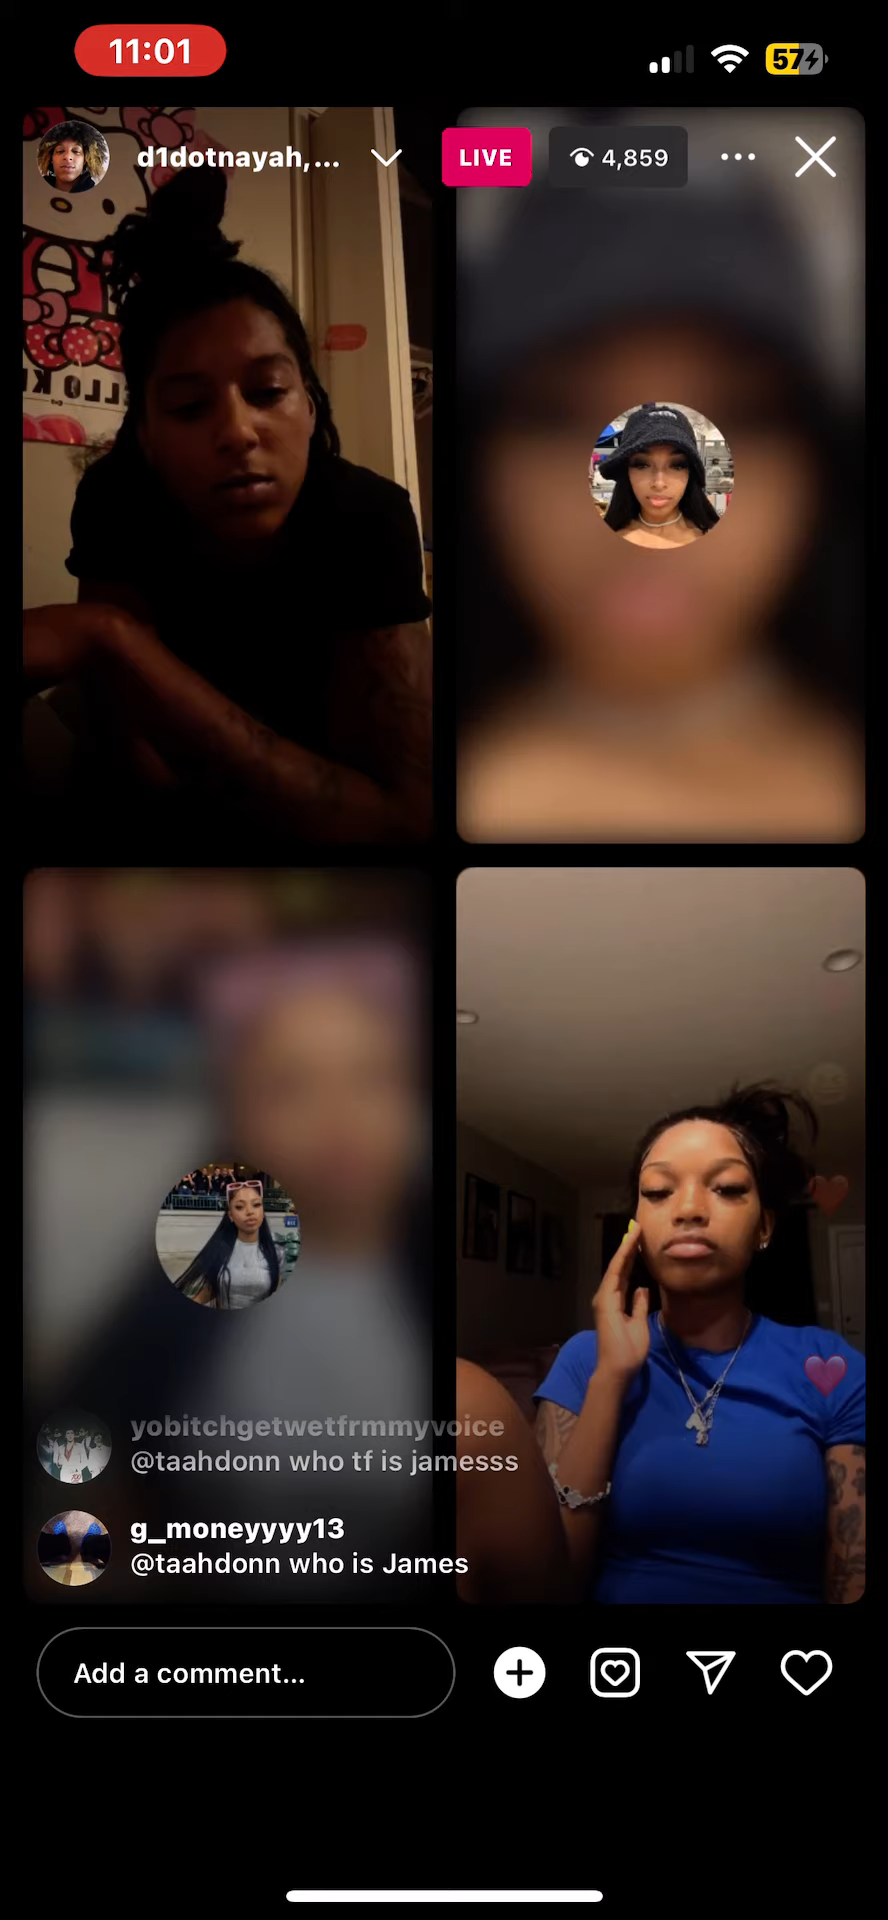 11:01
57
d1dotnayah,...
LIVE
4,859
yobitchgetwetfrmmyvoice
@taahdonn who tf is jamesss
g_moneyyyy13
@taahdonn who is James
Add a comment...